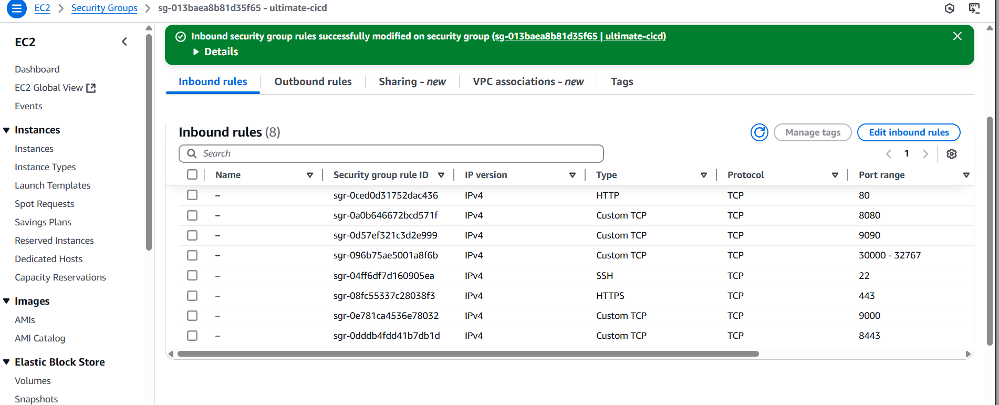 EC2 > Security Groups > sg-013baea8b81d35f65 - ultimate-cicd
EC2
Dashboard
EC2 Global View
Events
Instances
Instances
Instance Types
Launch Templates
Spot Requests
Savings Plans
Reserved Instances
Dedicated Hosts
Capacity Reservations
Images
AMIs
AMI Catalog
Elastic Block Store
Volumes
Snapshots
Inbound security group rules successfully modified on security group (sg-013baea8b81d35f65 | ultimate-cicd)
Details
Inbound rules Outbound rules Sharing - new VPC associations - new Tags
Inbound rules (8) Manage tags Edit inbound rules
Search 1
Name Security group rule ID IP version Type Protocol Port range
– sgr-0ced0d31752dac436 IPv4 HTTP TCP 80
– sgr-0a0b646672bcd571f IPv4 Custom TCP TCP 8080
– sgr-0d57ef321c3d2e999 IPv4 Custom TCP TCP 9090
– sgr-096b75ae5001a8f6b IPv4 Custom TCP TCP 30000 - 32767
– sgr-04ff6df7d160905ea IPv4 SSH TCP 22
– sgr-08fc55337c28038f3 IPv4 HTTPS TCP 443
– sgr-0e781ca4536e78032 IPv4 Custom TCP TCP 9000
– sgr-0dddb4fdd41b7db1d IPv4 Custom TCP TCP 8443